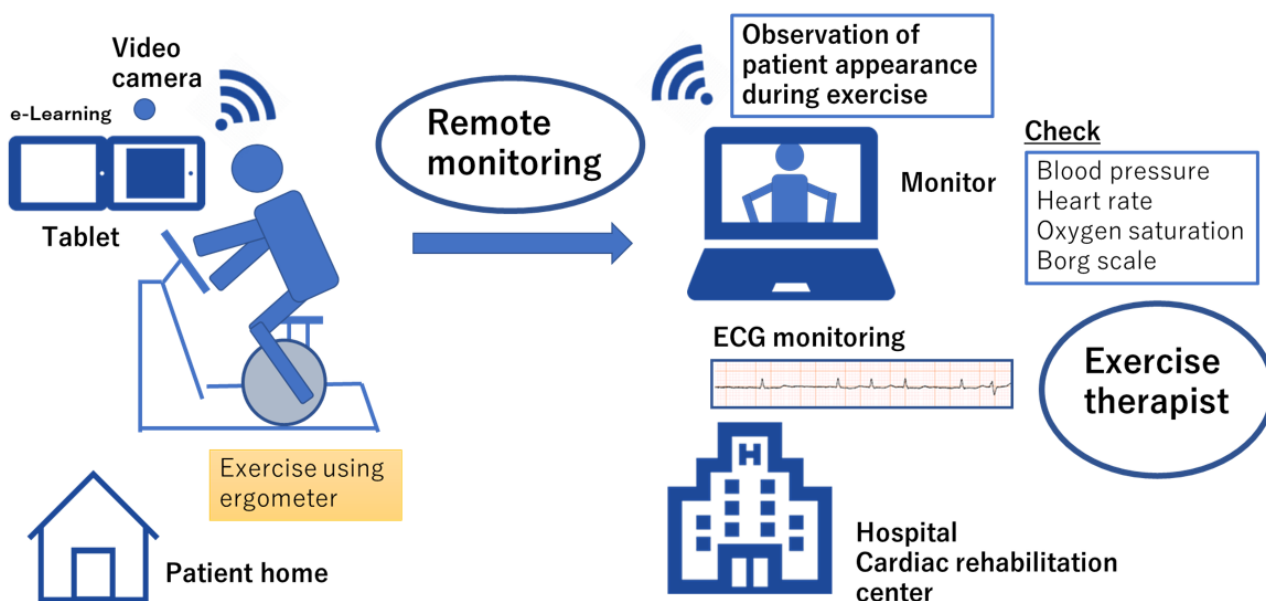 Video
camera
e-Learning
Tablet
Exercise using
ergometer
Patient home
Remote
monitoring
Observation of
patient appearance
during exercise
Monitor
Check
Blood pressure
Heart rate
Oxygen saturation
Borg scale
ECG monitoring
Exercise
therapist
H
Hospital
Cardiac rehabilitation
center